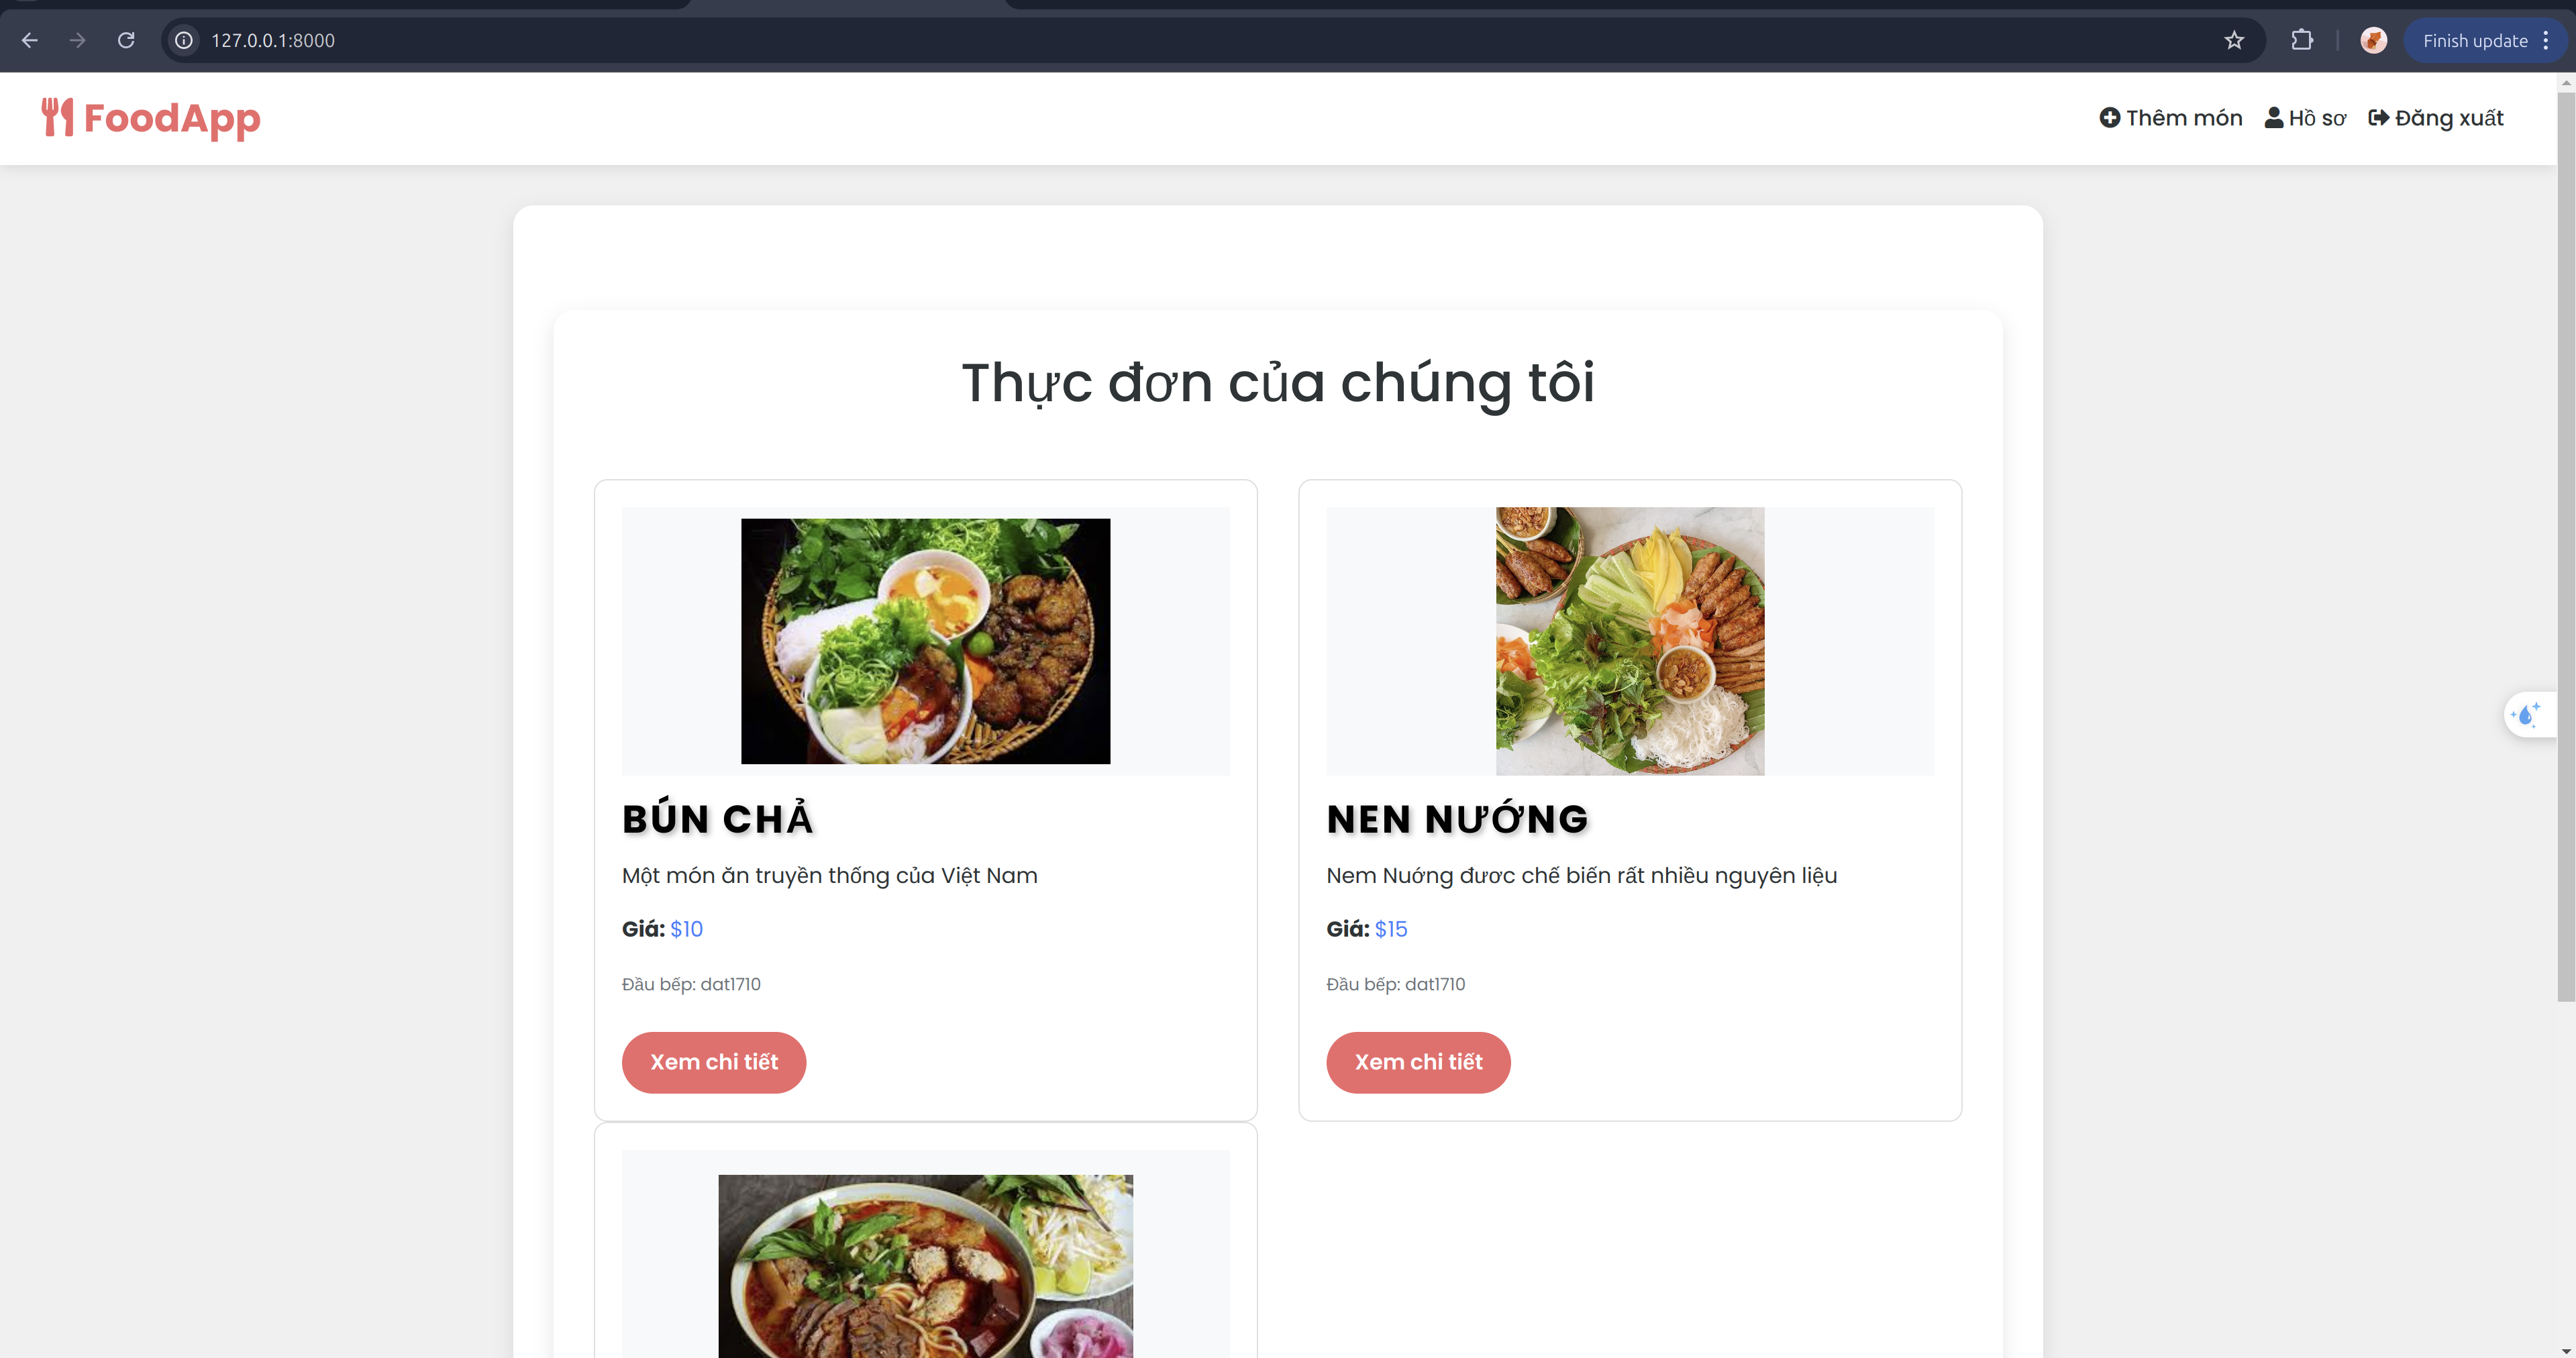 127.0.0.1:8000
Finish update
FoodApp
Thêm món Hồ sơ Đăng xuất
Thực đơn của chúng tôi
BÚN CHẢ
Một món ăn truyền thống của Việt Nam
Giá: $10
Đầu bếp: dat1710
Xem chi tiết
NEN NƯỚNG
Nem Nướng đươc chế biến rất nhiều nguyên liệu
Giá: $15
Đầu bếp: dat1710
Xem chi tiết